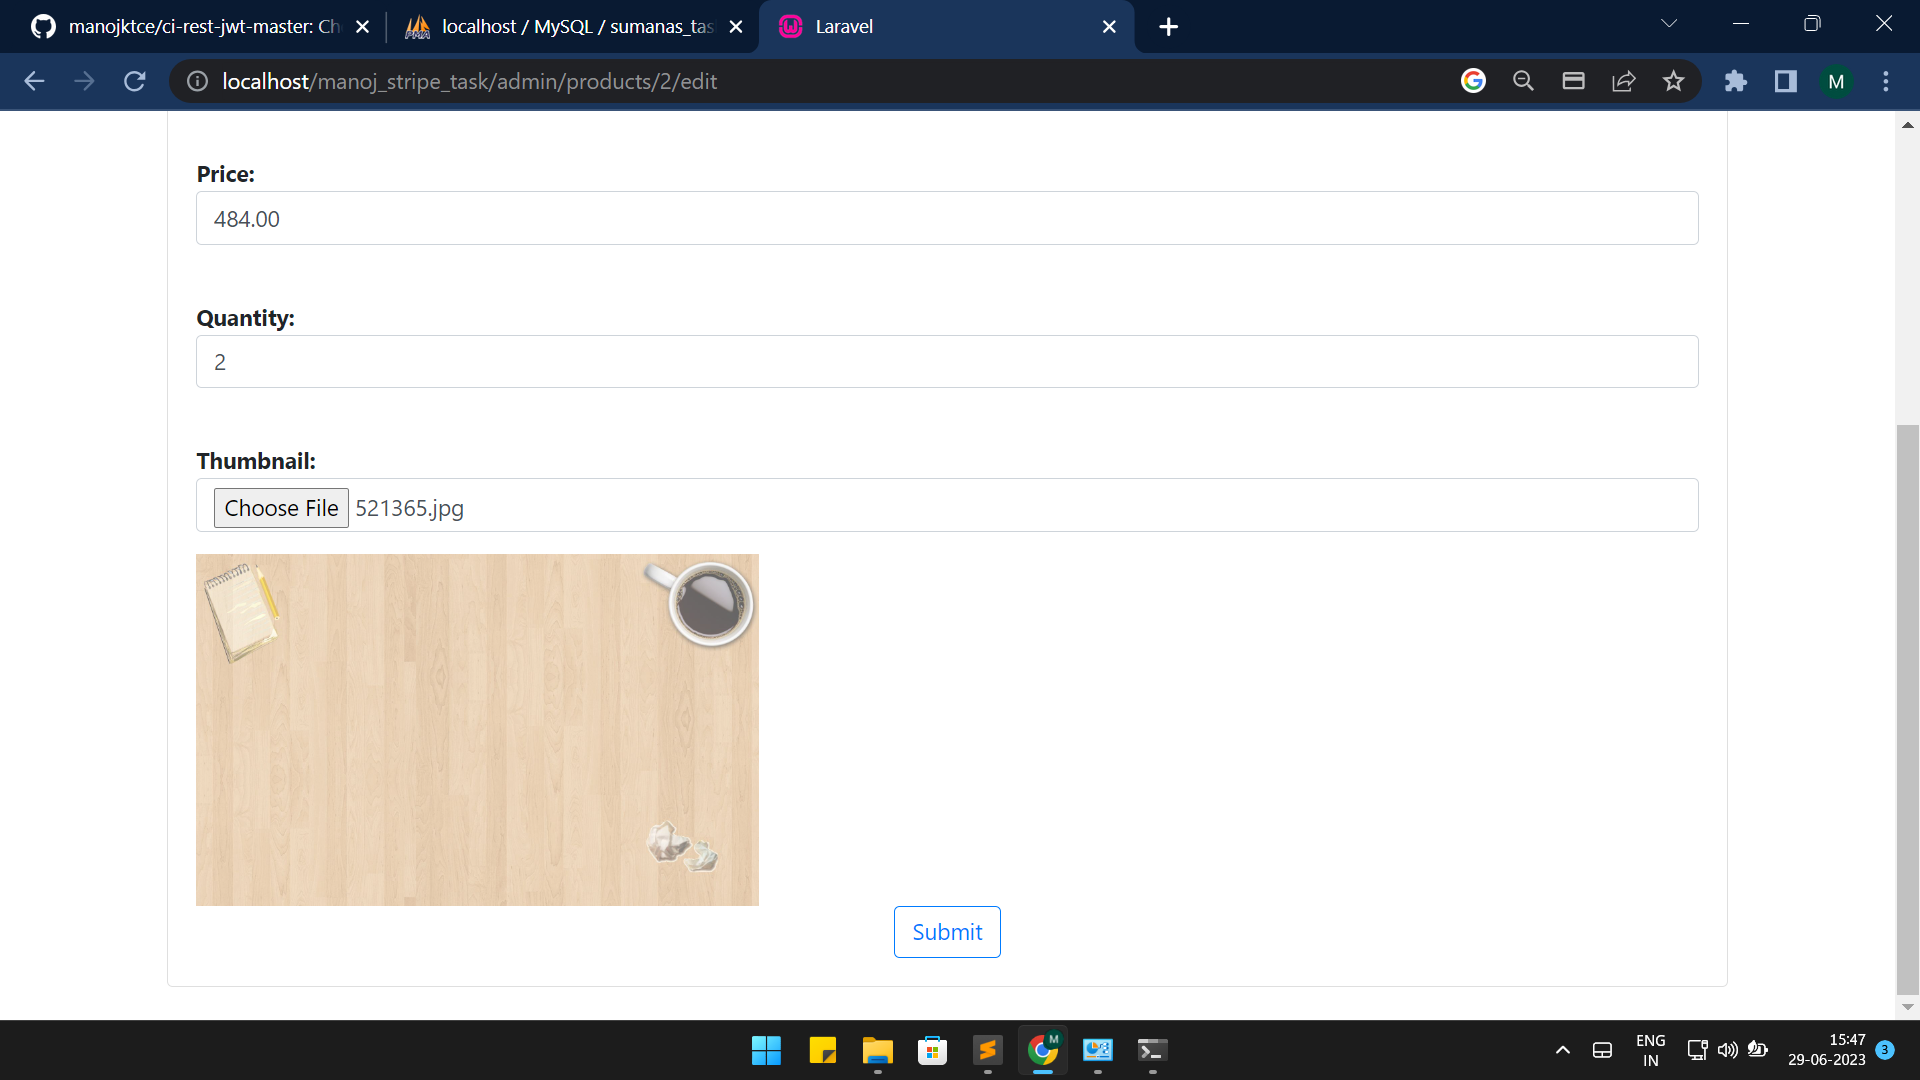 manojktce/ci-rest-jwt-master: Ch
localhost / MySQL / sumanas_tas
Laravel
localhost/manoj_stripe_task/admin/products/2/edit
M
Price:
484.00
Quantity:
2
Thumbnail:
Choose File 521365.jpg
Submit
M
ENG
IN
15:47
29-06-2023
3